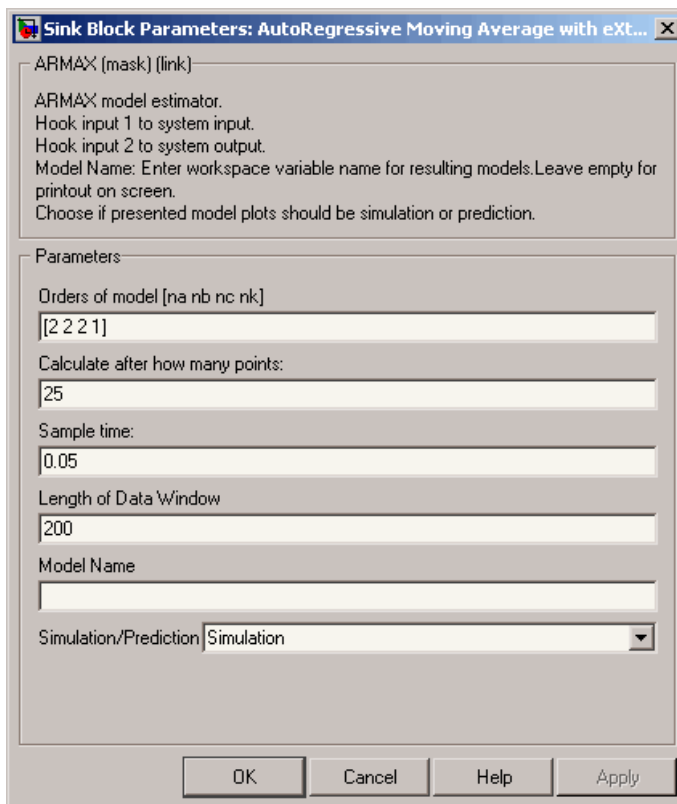 Sink Block Parameters: AutoRegressive Moving Average with eXt...
ARMAX (mask) (link)
ARMAX model estimator.
Hook input 1 to system input.
Hook input 2 to system output.
Model Name: Enter workspace variable name for resulting models.Leave empty for
printout on screen.
Choose if presented model plots should be simulation or prediction.
Parameters
Orders of model [na nb nc nk]
[2 2 2 1]
Calculate after how many points:
25
Sample time:
0.05
Length of Data Window
200
Model Name
Simulation/Prediction Simulation
OK Cancel Help Apply